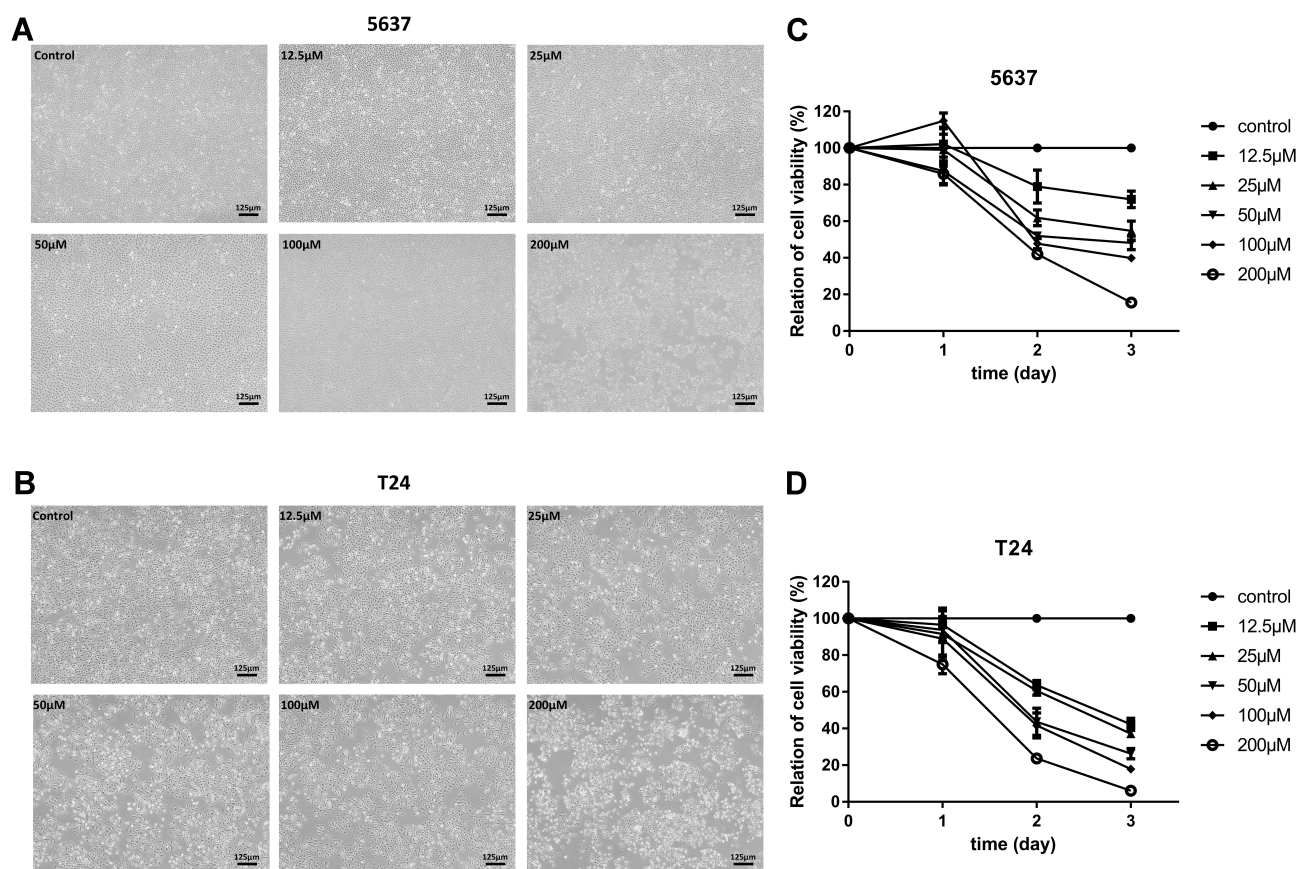 A
5637
Control
12.5µM
25µM
125µm
125µm
125µm
50µM
100µM
200µM
125µm
125µm
125µm
B
T24
Control
12.5µM
25µM
125µm
125µm
125µm
50µM
100µM
200µM
125µm
125µm
125µm
C
5637
Relation of cell viability (%)
120
100
80
60
40
20
0
0
1
2
3
time (day)
control
12.5µM
25µM
50µM
100µM
200µM
D
T24
Relation of cell viability (%)
120
100
80
60
40
20
0
0
1
2
3
time (day)
control
12.5µM
25µM
50µM
100µM
200µM